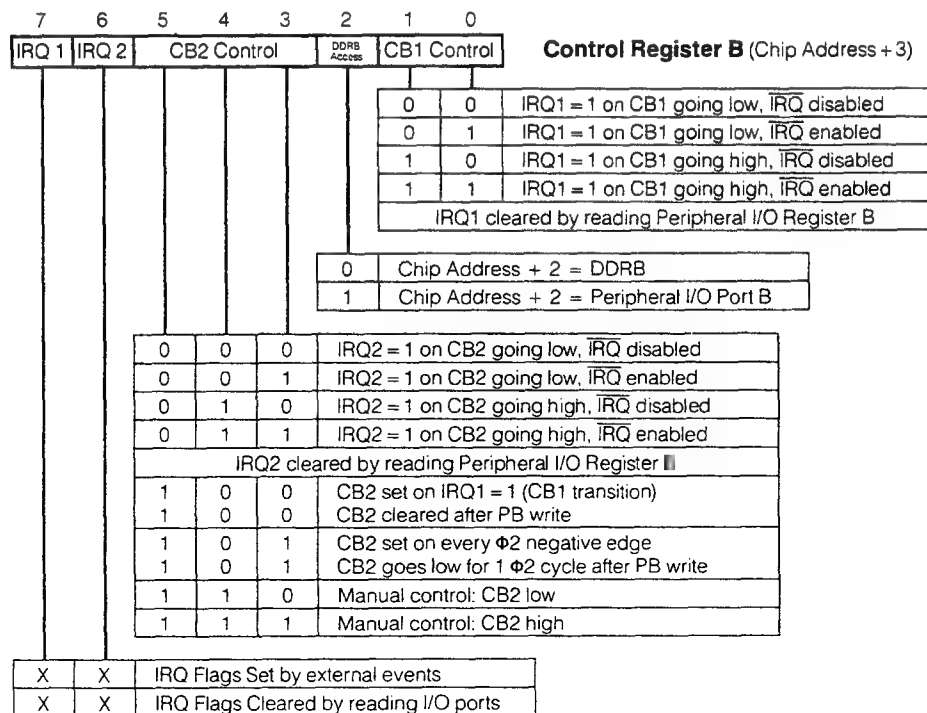 7 6 5 4 3 2 1 0
IRQ 1 IRQ 2 CB2 Control DDRB Access CB1 Control Control Register B (Chip Address + 3)
0 0 IRQ1 = 1 on CB1 going low, IRQ disabled
0 1 IRQ1 = 1 on CB1 going low, IRQ enabled
1 0 IRQ1 = 1 on CB1 going high, IRQ disabled
1 1 IRQ1 = 1 on CB1 going high, IRQ enabled
IRQ1 cleared by reading Peripheral I/O Register B
0 Chip Address + 2 = DDRB
1 Chip Address + 2 = Peripheral I/O Port B
0 0 0 IRQ2 = 1 on CB2 going low, IRQ disabled
0 0 1 IRQ2 = 1 on CB2 going low, IRQ enabled
0 1 0 IRQ2 = 1 on CB2 going high, IRQ disabled
0 1 1 IRQ2 = 1 on CB2 going high, IRQ enabled
IRQ2 cleared by reading Peripheral I/O Register
1 0 0 CB2 set on IRQ1 = 1 (CB1 transition)
1 0 0 CB2 cleared after PB write
1 0 1 CB2 set on every Φ2 negative edge
1 0 1 CB2 goes low for 1 Φ2 cycle after PB write
1 1 0 Manual control: CB2 low
1 1 1 Manual control: CB2 high
X X IRQ Flags Set by external events
X X IRQ Flags Cleared by reading I/O ports